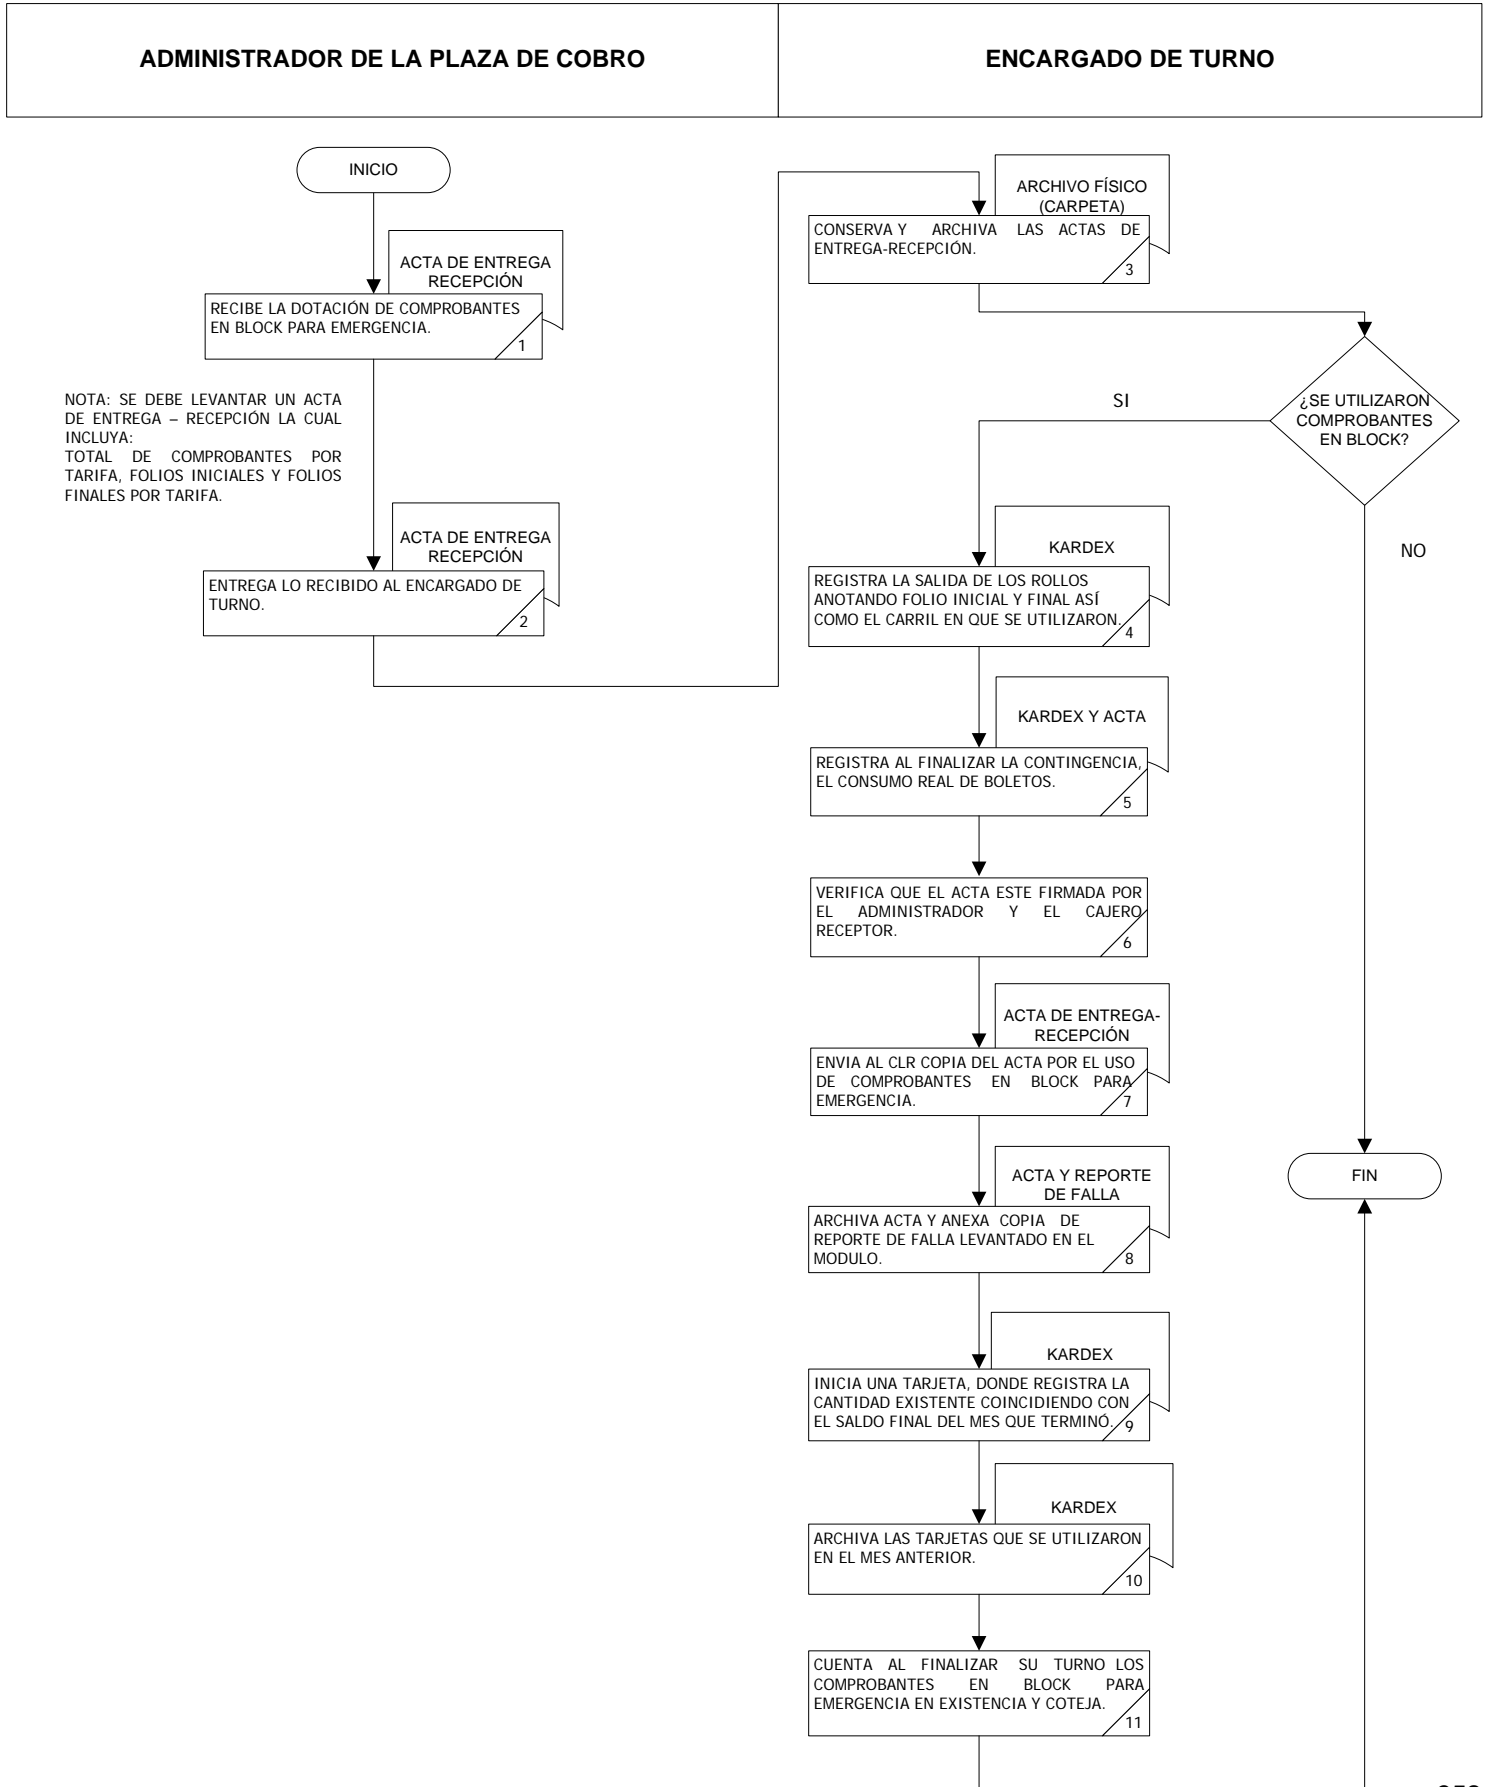 ADMINISTRADOR DE LA PLAZA DE COBRO
ENCARGADO DE TURNO
INICIO
ACTA DE ENTREGA
RECEPCIÓN
RECIBE LA DOTACIÓN DE COMPROBANTES
EN BLOCK PARA EMERGENCIA.
1
NOTA: SE DEBE LEVANTAR UN ACTA
DE ENTREGA – RECEPCIÓN LA CUAL
INCLUYA:
TOTAL DE COMPROBANTES POR
TARIFA, FOLIOS INICIALES Y FOLIOS
FINALES POR TARIFA.
ACTA DE ENTREGA
RECEPCIÓN
ENTREGA LO RECIBIDO AL ENCARGADO DE
TURNO.
2
ARCHIVO FÍSICO
(CARPETA)
CONSERVA Y ARCHIVA LAS ACTAS DE
ENTREGA-RECEPCIÓN.
3
¿SE UTILIZARON
COMPROBANTES
EN BLOCK?
SI
NO
KARDEX
REGISTRA LA SALIDA DE LOS ROLLOS
ANOTANDO FOLIO INICIAL Y FINAL ASÍ
COMO EL CARRIL EN QUE SE UTILIZARON.
4
KARDEX Y ACTA
REGISTRA AL FINALIZAR LA CONTINGENCIA,
EL CONSUMO REAL DE BOLETOS.
5
VERIFICA QUE EL ACTA ESTE FIRMADA POR
EL ADMINISTRADOR Y EL CAJERO
RECEPTOR.
6
ACTA DE ENTREGA-
RECEPCIÓN
ENVIA AL CLR COPIA DEL ACTA POR EL USO
DE COMPROBANTES EN BLOCK PARA
EMERGENCIA.
7
ACTA Y REPORTE
DE FALLA
ARCHIVA ACTA Y ANEXA COPIA DE
REPORTE DE FALLA LEVANTADO EN EL
MODULO.
8
FIN
KARDEX
INICIA UNA TARJETA, DONDE REGISTRA LA
CANTIDAD EXISTENTE COINCIDIENDO CON
EL SALDO FINAL DEL MES QUE TERMINÓ.
9
KARDEX
ARCHIVA LAS TARJETAS QUE SE UTILIZARON
EN EL MES ANTERIOR.
10
CUENTA AL FINALIZAR SU TURNO LOS
COMPROBANTES EN BLOCK PARA
EMERGENCIA EN EXISTENCIA Y COTEJA.
11